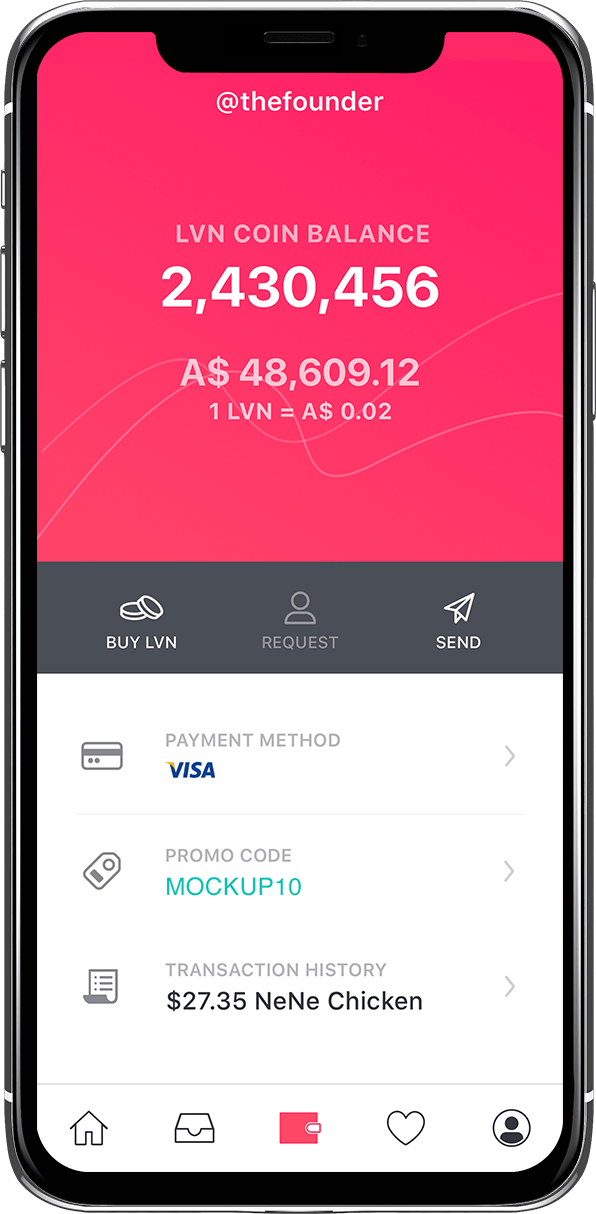 @thefounder
LVN COIN BALANCE
2,430,456
A$ 48,609.12
1 LVN = A$ 0.02
BUY LVN
REQUEST
SEND
PAYMENT METHOD
VISA
PROMO CODE
MOCKUP10
TRANSACTION HISTORY
$27.35 NeNe Chicken